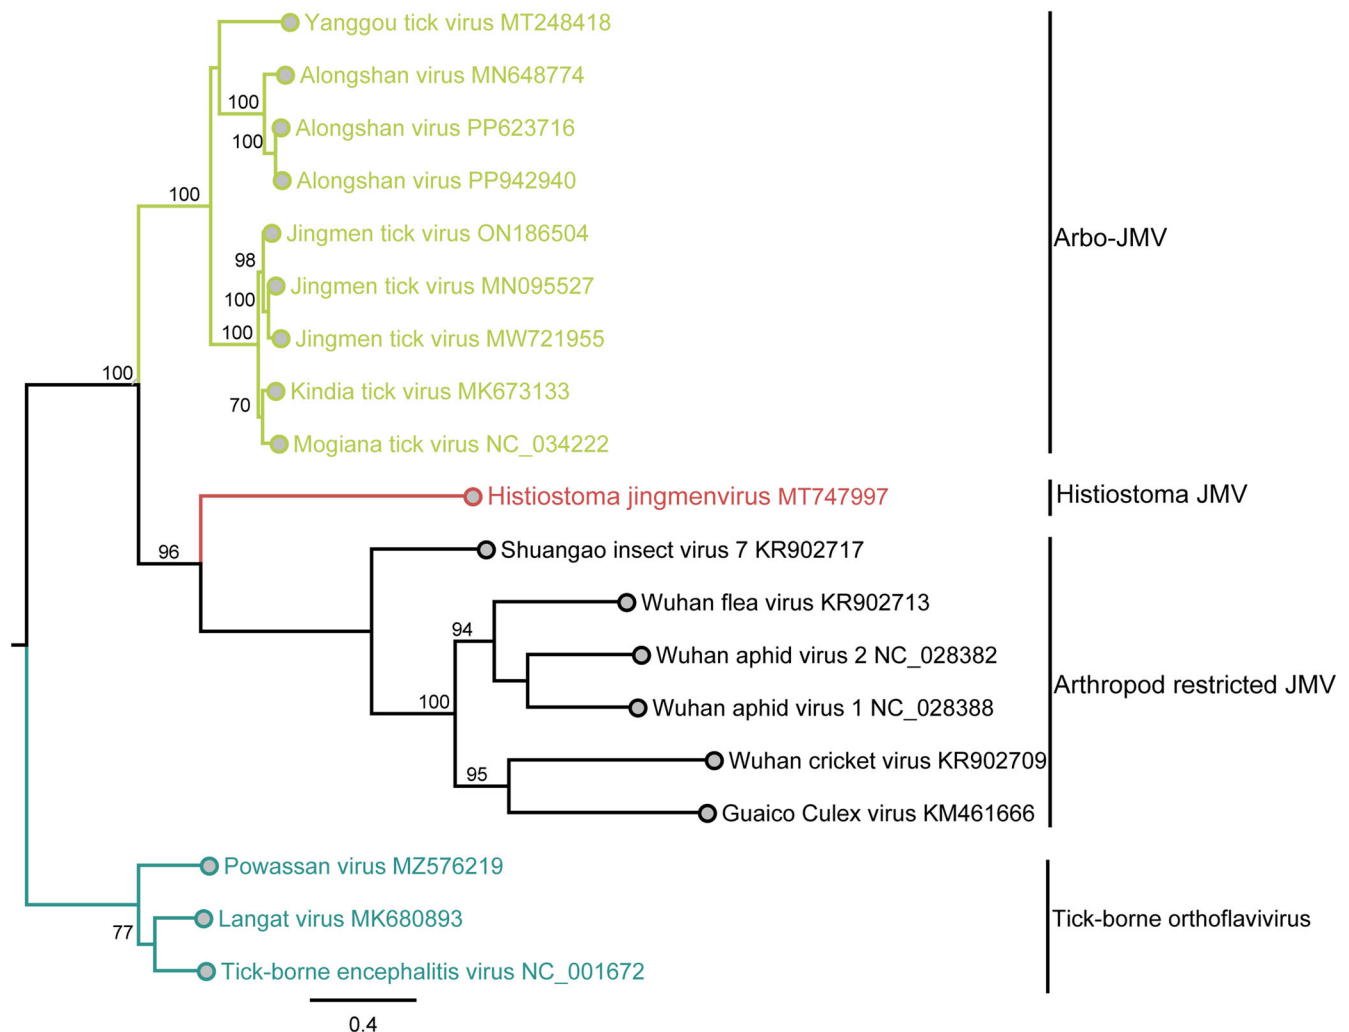 Yanggou tick virus MT248418
Alongshan virus MN648774
100
Alongshan virus PP623716
100
Alongshan virus PP942940
100
Jingmen tick virus ON186504
Arbo-JMV
98
Jingmen tick virus MN095527
100
100
Jingmen tick virus MW721955
100
Kindia tick virus MK673133
70
Mogiana tick virus NC_034222
Histiostoma jingmenvirus MT747997
Histiostoma JMV
96
Shuangao insect virus 7 KR902717
Wuhan flea virus KR902713
94
Wuhan aphid virus 2 NC_028382
Arthropod restricted JMV
100
Wuhan aphid virus 1 NC_028388
Wuhan cricket virus KR902709
95
Guaico Culex virus KM461666
Powassan virus MZ576219
Langat virus MK680893
Tick-borne orthoflavivirus
77
Tick-borne encephalitis virus NC_001672
0.4